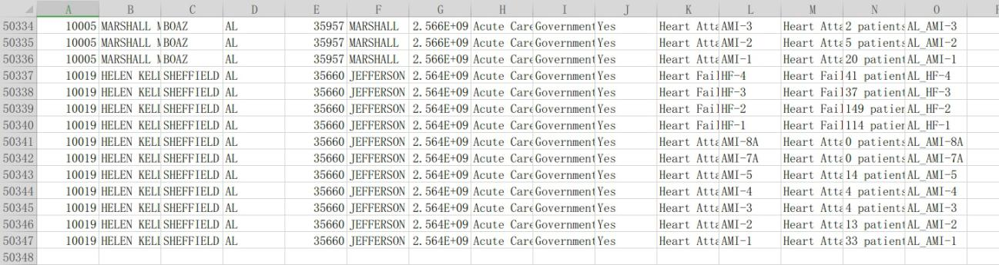 A B C D E F G H I J K L M N O
50334 10005 MARSHALL M BOAZ AL 35957 MARSHALL 2.566E+09 Acute Care Government Yes Heart Atta AMI-3 Heart Atta 2 patients AL_AMI-3
50335 10005 MARSHALL M BOAZ AL 35957 MARSHALL 2.566E+09 Acute Care Government Yes Heart Atta AMI-2 Heart Atta 5 patients AL_AMI-2
50336 10005 MARSHALL M BOAZ AL 35957 MARSHALL 2.566E+09 Acute Care Government Yes Heart Atta AMI-1 Heart Atta 20 patient AL_AMI-1
50337 10019 HELEN KELL SHEFFIELD AL 35660 JEFFERSON 2.564E+09 Acute Care Government Yes Heart Fail HF-4 Heart Fail 41 patient AL_HF-4
50338 10019 HELEN KELL SHEFFIELD AL 35660 JEFFERSON 2.564E+09 Acute Care Government Yes Heart Fail HF-3 Heart Fail 37 patient AL_HF-3
50339 10019 HELEN KELL SHEFFIELD AL 35660 JEFFERSON 2.564E+09 Acute Care Government Yes Heart Fail HF-2 Heart Fail 149 patien AL_HF-2
50340 10019 HELEN KELL SHEFFIELD AL 35660 JEFFERSON 2.564E+09 Acute Care Government Yes Heart Fail HF-1 Heart Fail 114 patien AL_HF-1
50341 10019 HELEN KELL SHEFFIELD AL 35660 JEFFERSON 2.564E+09 Acute Care Government Yes Heart Atta AMI-8A Heart Atta 0 patients AL_AMI-8A
50342 10019 HELEN KELL SHEFFIELD AL 35660 JEFFERSON 2.564E+09 Acute Care Government Yes Heart Atta AMI-7A Heart Atta 0 patients AL_AMI-7A
50343 10019 HELEN KELL SHEFFIELD AL 35660 JEFFERSON 2.564E+09 Acute Care Government Yes Heart Atta AMI-5 Heart Atta 14 patient AL_AMI-5
50344 10019 HELEN KELL SHEFFIELD AL 35660 JEFFERSON 2.564E+09 Acute Care Government Yes Heart Atta AMI-4 Heart Atta 4 patients AL_AMI-4
50345 10019 HELEN KELL SHEFFIELD AL 35660 JEFFERSON 2.564E+09 Acute Care Government Yes Heart Atta AMI-3 Heart Atta 4 patients AL_AMI-3
50346 10019 HELEN KELL SHEFFIELD AL 35660 JEFFERSON 2.564E+09 Acute Care Government Yes Heart Atta AMI-2 Heart Atta 13 patient AL_AMI-2
50347 10019 HELEN KELL SHEFFIELD AL 35660 JEFFERSON 2.564E+09 Acute Care Government Yes Heart Atta AMI-1 Heart Atta 33 patient AL_AMI-1
50348